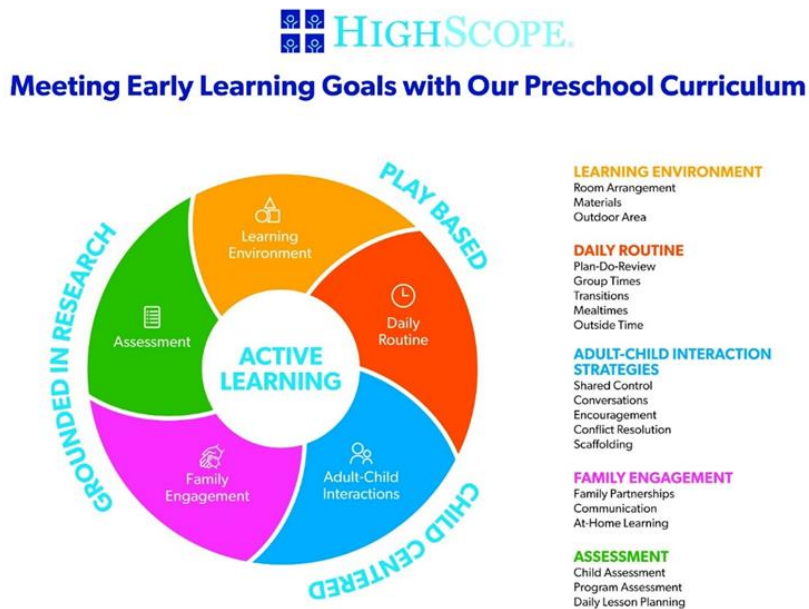 HIGHSCOPE.
Meeting Early Learning Goals with Our Preschool Curriculum
PLAY BASED
GROUNDED IN RESEARCH
CHILD CENTERED
Learning
Environment
Daily
Routine
Adult-Child
Interactions
Family
Engagement
Assessment
ACTIVE
LEARNING
LEARNING ENVIRONMENT
Room Arrangement
Materials
Outdoor Area
DAILY ROUTINE
Plan-Do-Review
Group Times
Transitions
Mealtimes
Outside Time
ADULT-CHILD INTERACTION
STRATEGIES
Shared Control
Conversations
Encouragement
Conflict Resolution
Scaffolding
FAMILY ENGAGEMENT
Family Partnerships
Communication
At-Home Learning
ASSESSMENT
Child Assessment
Program Assessment
Daily Lesson Planning